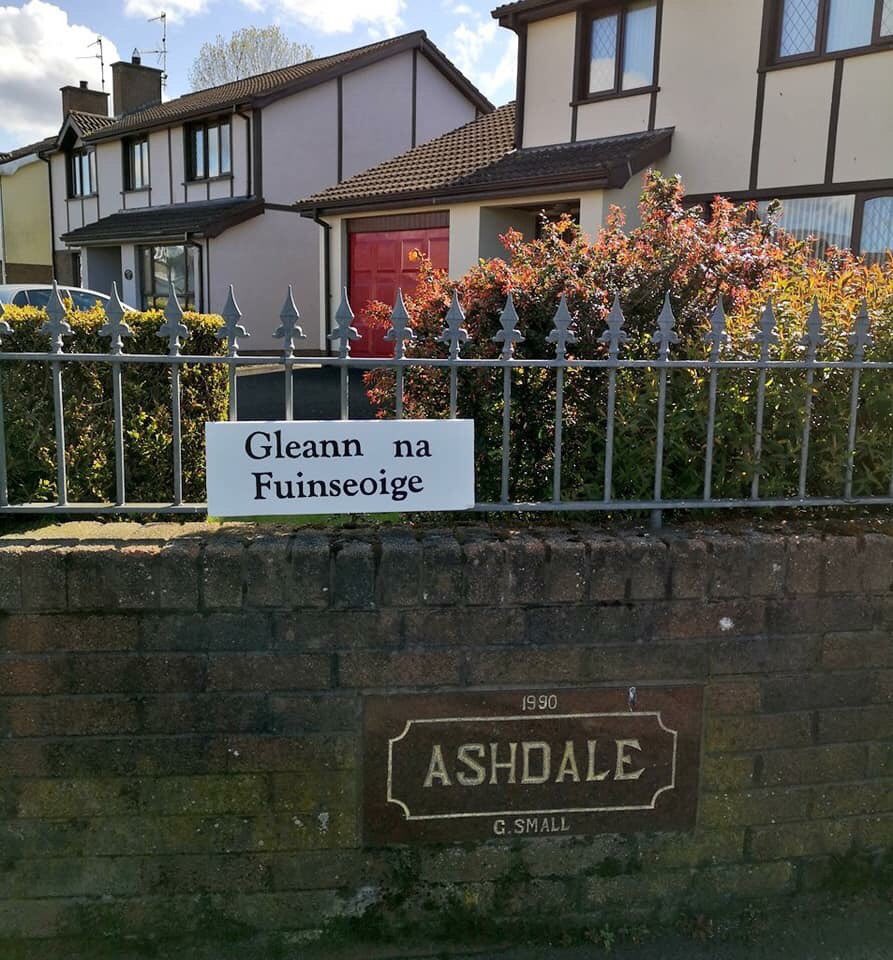 Gleann na
Fuinseoige
1990
ASHDALE
G. SMALL